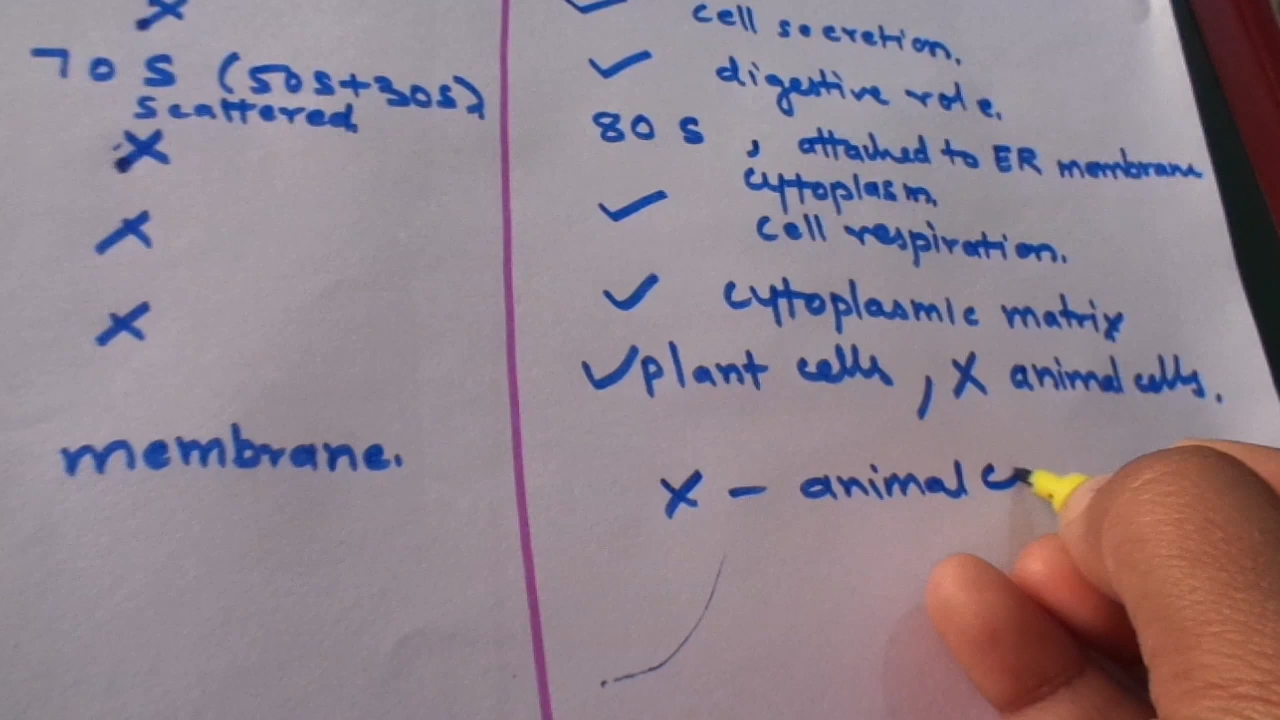 X
70 S (50S+30S)
scattered
X
X
X
membrane.
✓ cell secretion.
✓ digestive role.
80 S, attached to ER membrane
cytoplasm.
✓ cell respiration.
✓ cytoplasmic matrix
✓ plant cells, X animal cells.
X - animal